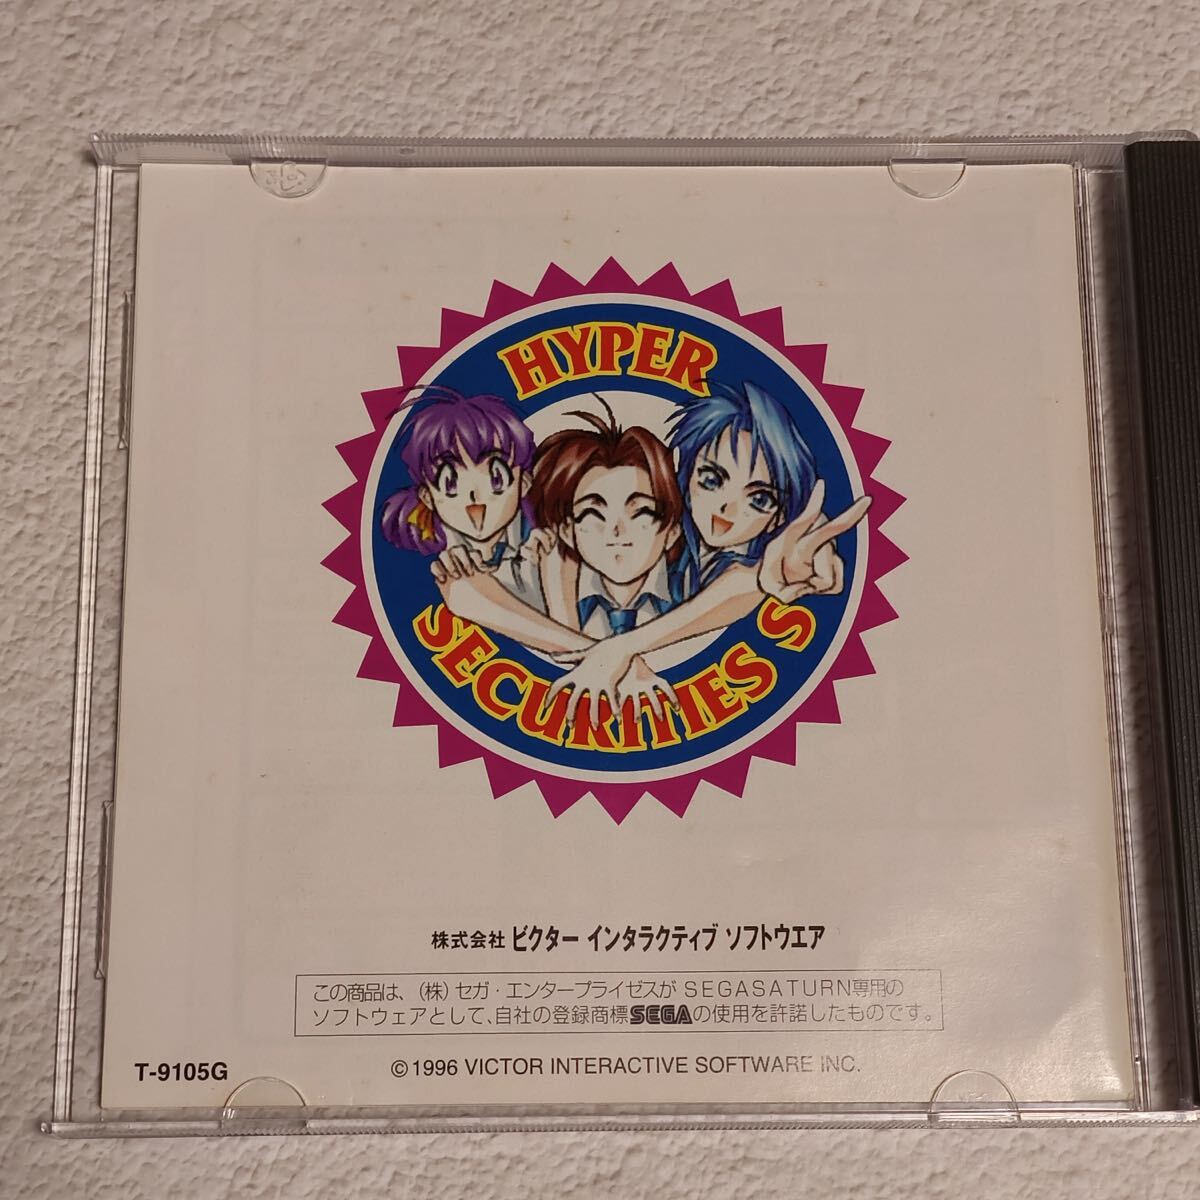 HYPER
SECURITIES S
株式会社 ビクター インタラクティブ ソフトウエア
この商品は、(株)セガ・エンタープライゼスが SEGASATURN専用の
ソフトウェアとして、自社の登録商標SEGAの使用を許諾したものです。
T-9105G
©1996 VICTOR INTERACTIVE SOFTWARE INC.